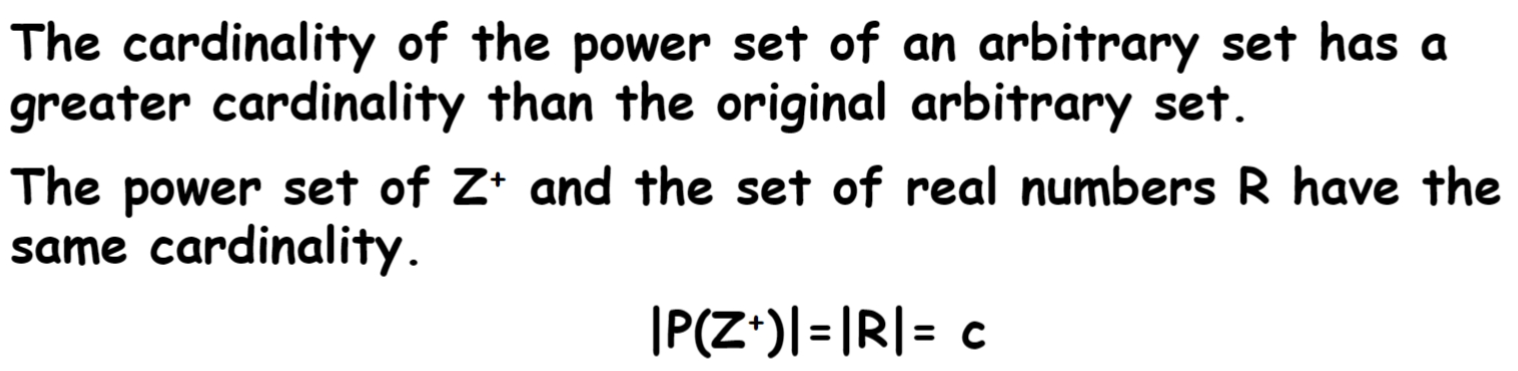 The cardinality of the power set of an arbitrary set has a
greater cardinality than the original arbitrary set.
The power set of Z⁺ and the set of real numbers R have the
same cardinality.
|P(Z⁺)|=|R|= c